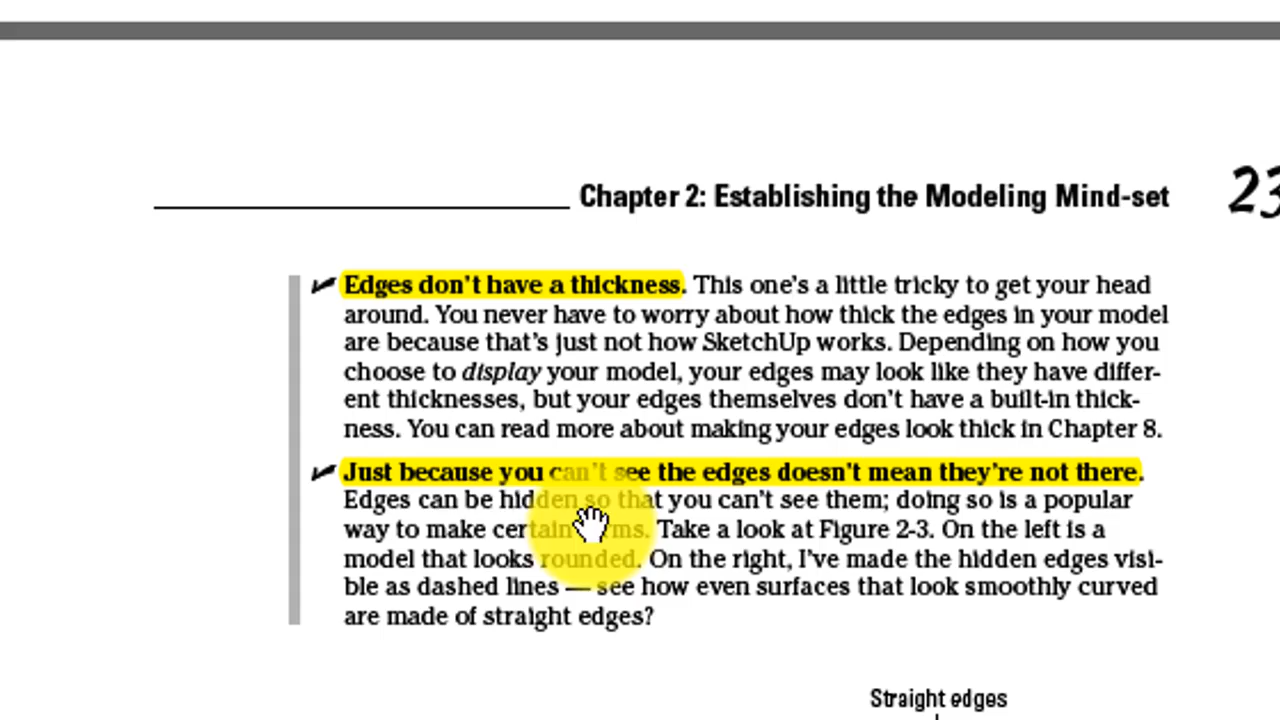 Chapter 2: Establishing the Modeling Mind-set 23
Edges don't have a thickness. This one's a little tricky to get your head
around. You never have to worry about how thick the edges in your model
are because that's just not how SketchUp works. Depending on how you
choose to display your model, your edges may look like they have differ-
ent thicknesses, but your edges themselves don't have a built-in thick-
ness. You can read more about making your edges look thick in Chapter 8.
Just because you can't see the edges doesn't mean they're not there.
Edges can be hidden so that you can't see them; doing so is a popular
way to make certain forms. Take a look at Figure 2-3. On the left is a
model that looks rounded. On the right, I've made the hidden edges visi-
ble as dashed lines — see how even surfaces that look smoothly curved
are made of straight edges?
Straight edges